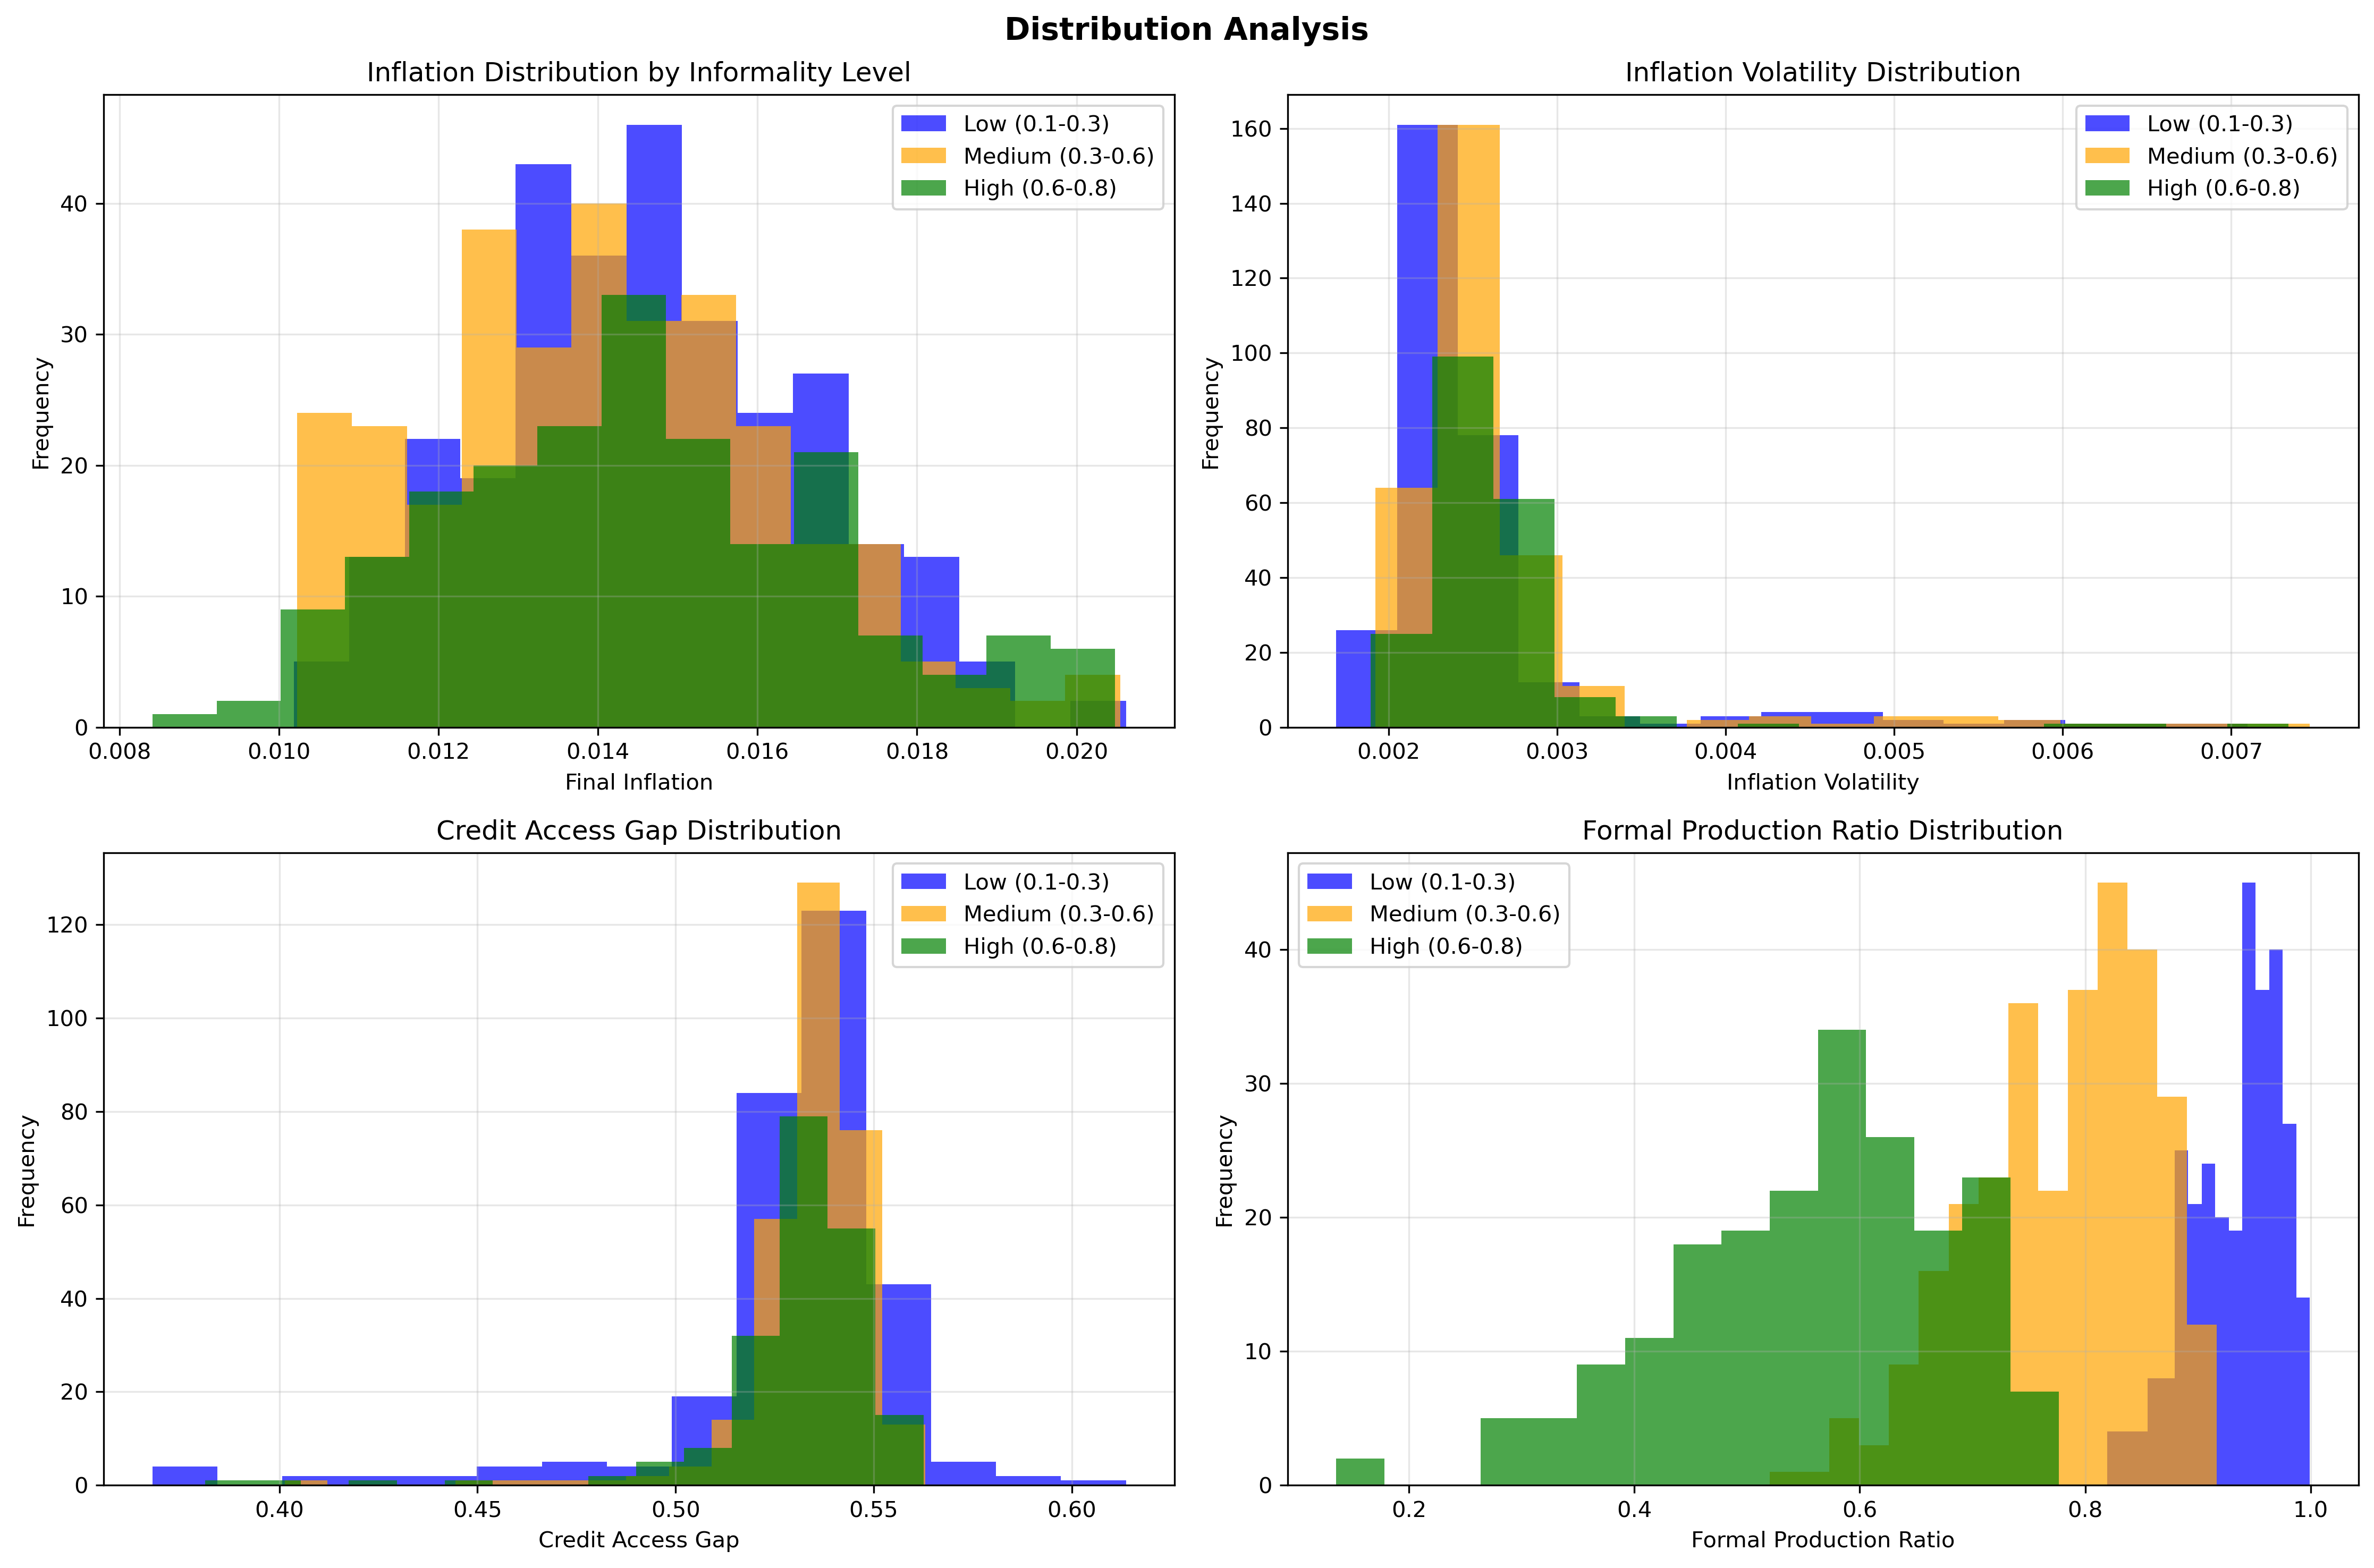 Distribution Analysis
Inflation Distribution by Informality Level
Frequency
40
30
20
10
0
Low (0.1-0.3)
Medium (0.3-0.6)
High (0.6-0.8)
0.008 0.010 0.012 0.014 0.016 0.018 0.020
Final Inflation
Inflation Volatility Distribution
Frequency
160
140
120
100
80
60
40
20
0
Low (0.1-0.3)
Medium (0.3-0.6)
High (0.6-0.8)
0.002 0.003 0.004 0.005 0.006 0.007
Inflation Volatility
Credit Access Gap Distribution
Frequency
120
100
80
60
40
20
0
Low (0.1-0.3)
Medium (0.3-0.6)
High (0.6-0.8)
0.40 0.45 0.50 0.55 0.60
Credit Access Gap
Formal Production Ratio Distribution
Frequency
40
30
20
10
0
Low (0.1-0.3)
Medium (0.3-0.6)
High (0.6-0.8)
0.2 0.4 0.6 0.8 1.0
Formal Production Ratio